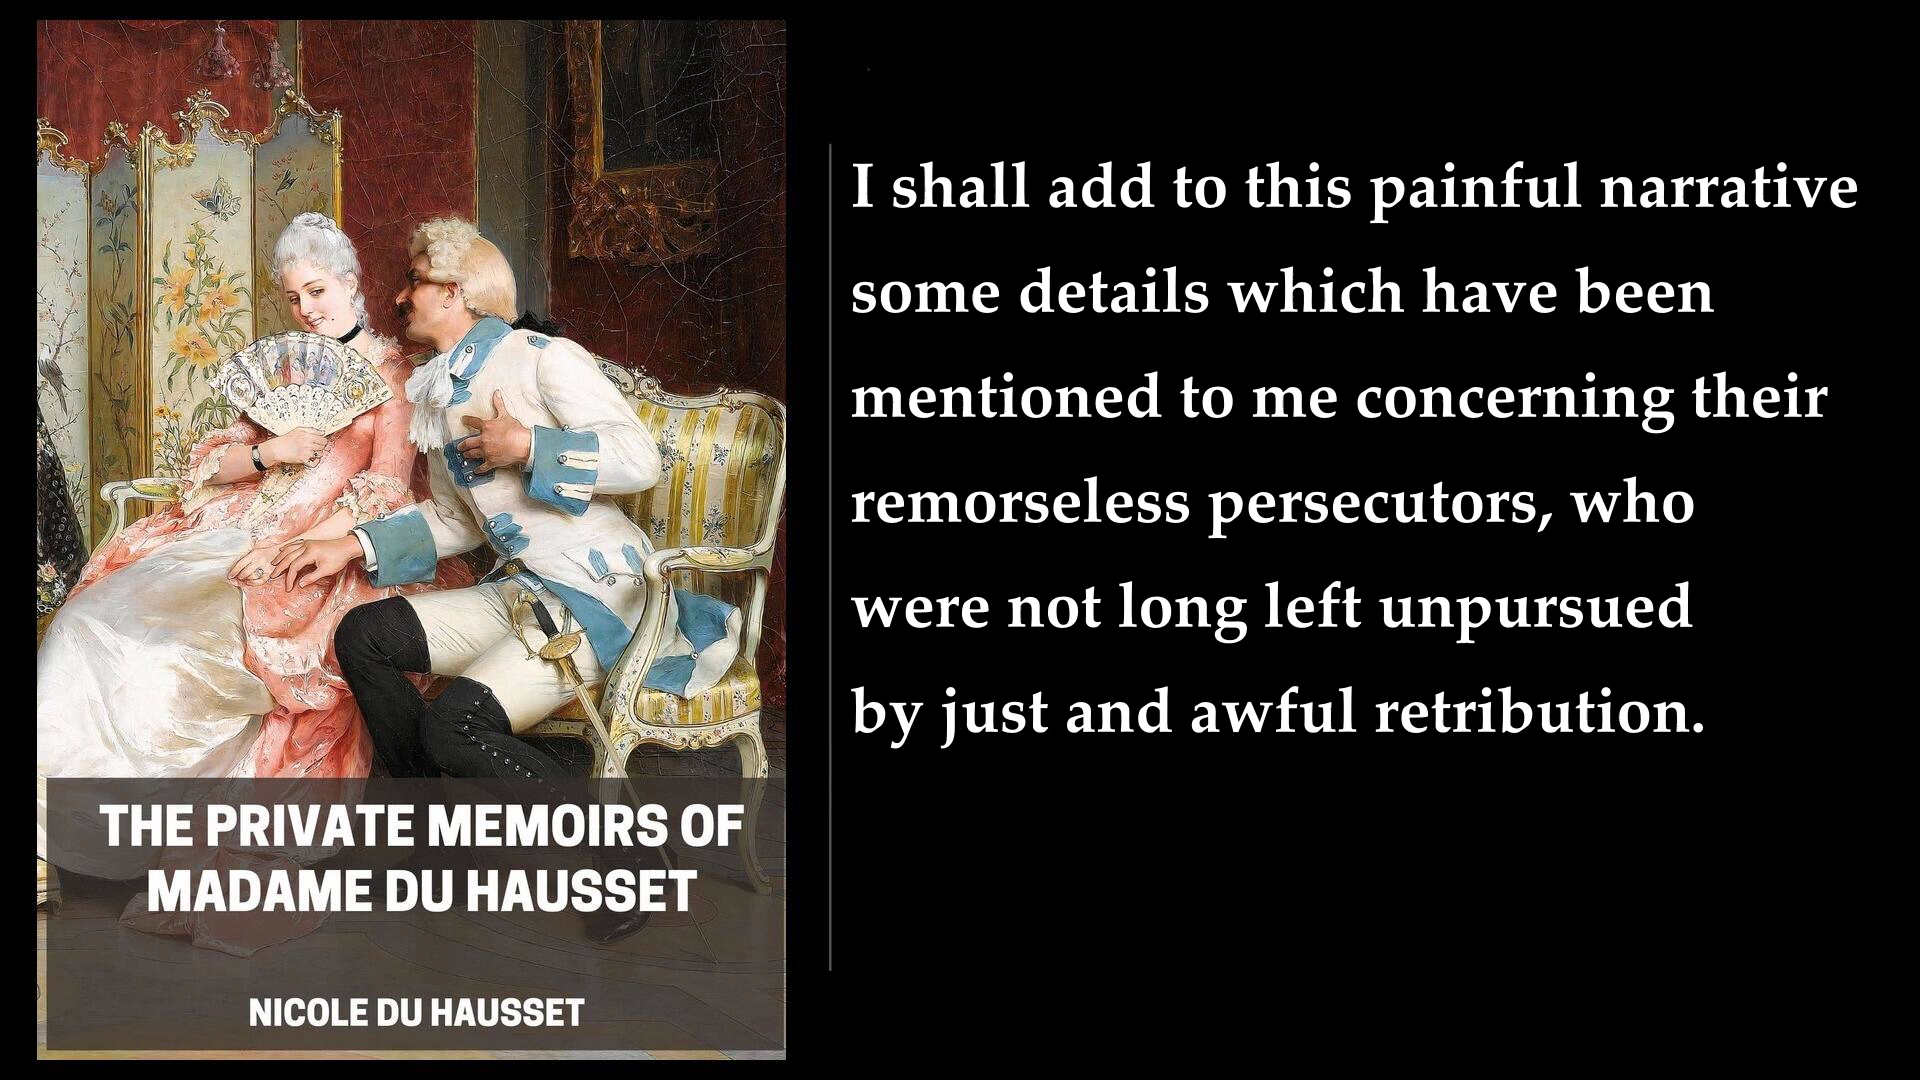 THE PRIVATE MEMOIRS OF
MADAME DU HAUSSET
NICOLE DU HAUSSET
I shall add to this painful narrative
some details which have been
mentioned to me concerning their
remorseless persecutors, who
were not long left unpursued
by just and awful retribution.